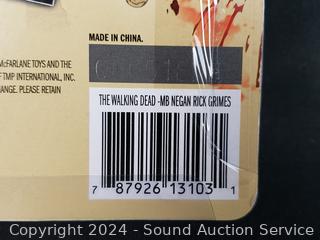 MADE IN CHINA.
McFARLANE TOYS AND THE
F TMP INTERNATIONAL, INC.
ANGE. PLEASE RETAIN
THE WALKING DEAD -MB NEGAN RICK GRIMES
7 87926 13103 1
Copyright 2024 - Sound Auction Service